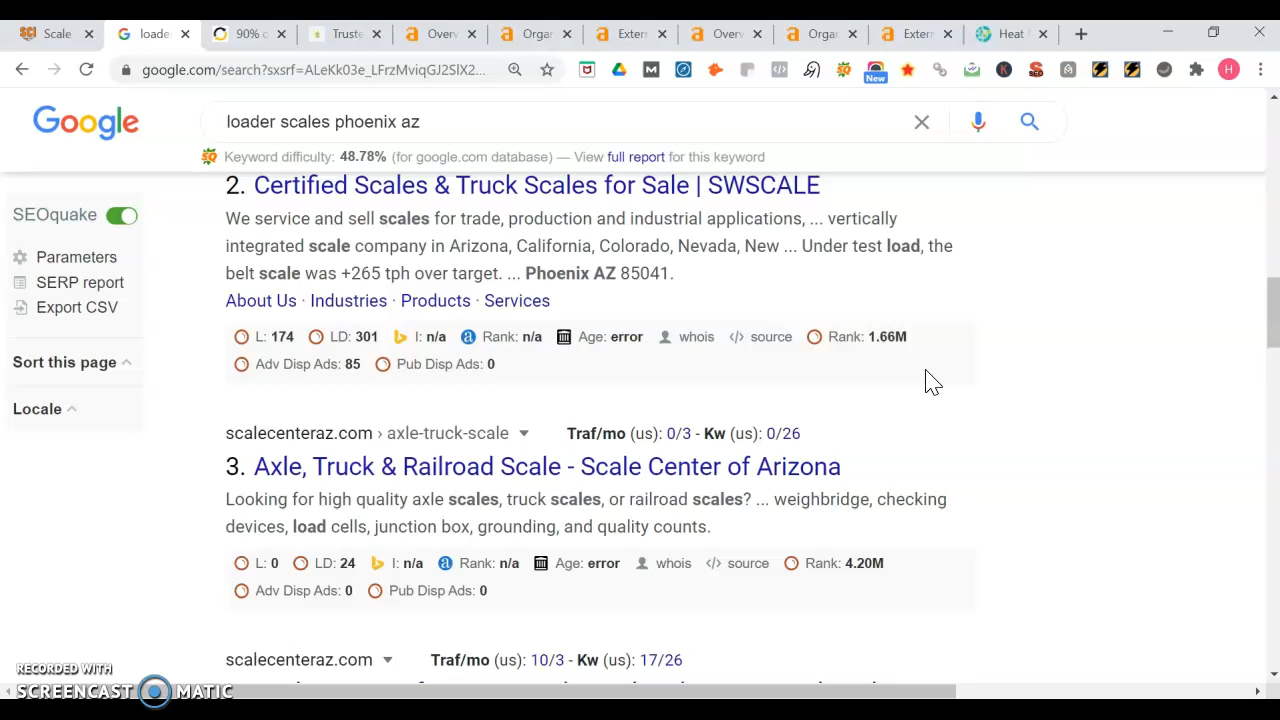 Scale
loade
90% c
Truste
Overv
Organ
Extern
Overv
Organ
Extern
Heat
google.com/search?sxsrf=ALeKk03e_LFrzMviqGJ2SlX2...
New
H
Google
loader scales phoenix az
Keyword difficulty: 48.78% (for google.com database) — View full report for this keyword
SEOquake
Parameters
SERP report
Export CSV
Sort this page
Locale
2. Certified Scales & Truck Scales for Sale | SWSCALE
We service and sell scales for trade, production and industrial applications, ... vertically
integrated scale company in Arizona, California, Colorado, Nevada, New ... Under test load, the
belt scale was +265 tph over target. ... Phoenix AZ 85041.
About Us · Industries · Products · Services
L: 174 LD: 301 I: n/a Rank: n/a Age: error whois source Rank: 1.66M
Adv Disp Ads: 85 Pub Disp Ads: 0
scalecenteraz.com › axle-truck-scale Traf/mo (us): 0/3 - Kw (us): 0/26
3. Axle, Truck & Railroad Scale - Scale Center of Arizona
Looking for high quality axle scales, truck scales, or railroad scales? ... weighbridge, checking
devices, load cells, junction box, grounding, and quality counts.
L: 0 LD: 24 I: n/a Rank: n/a Age: error whois source Rank: 4.20M
Adv Disp Ads: 0 Pub Disp Ads: 0
scalecenteraz.com Traf/mo (us): 10/3 - Kw (us): 17/26
RECORDED WITH
SCREENCAST MATIC